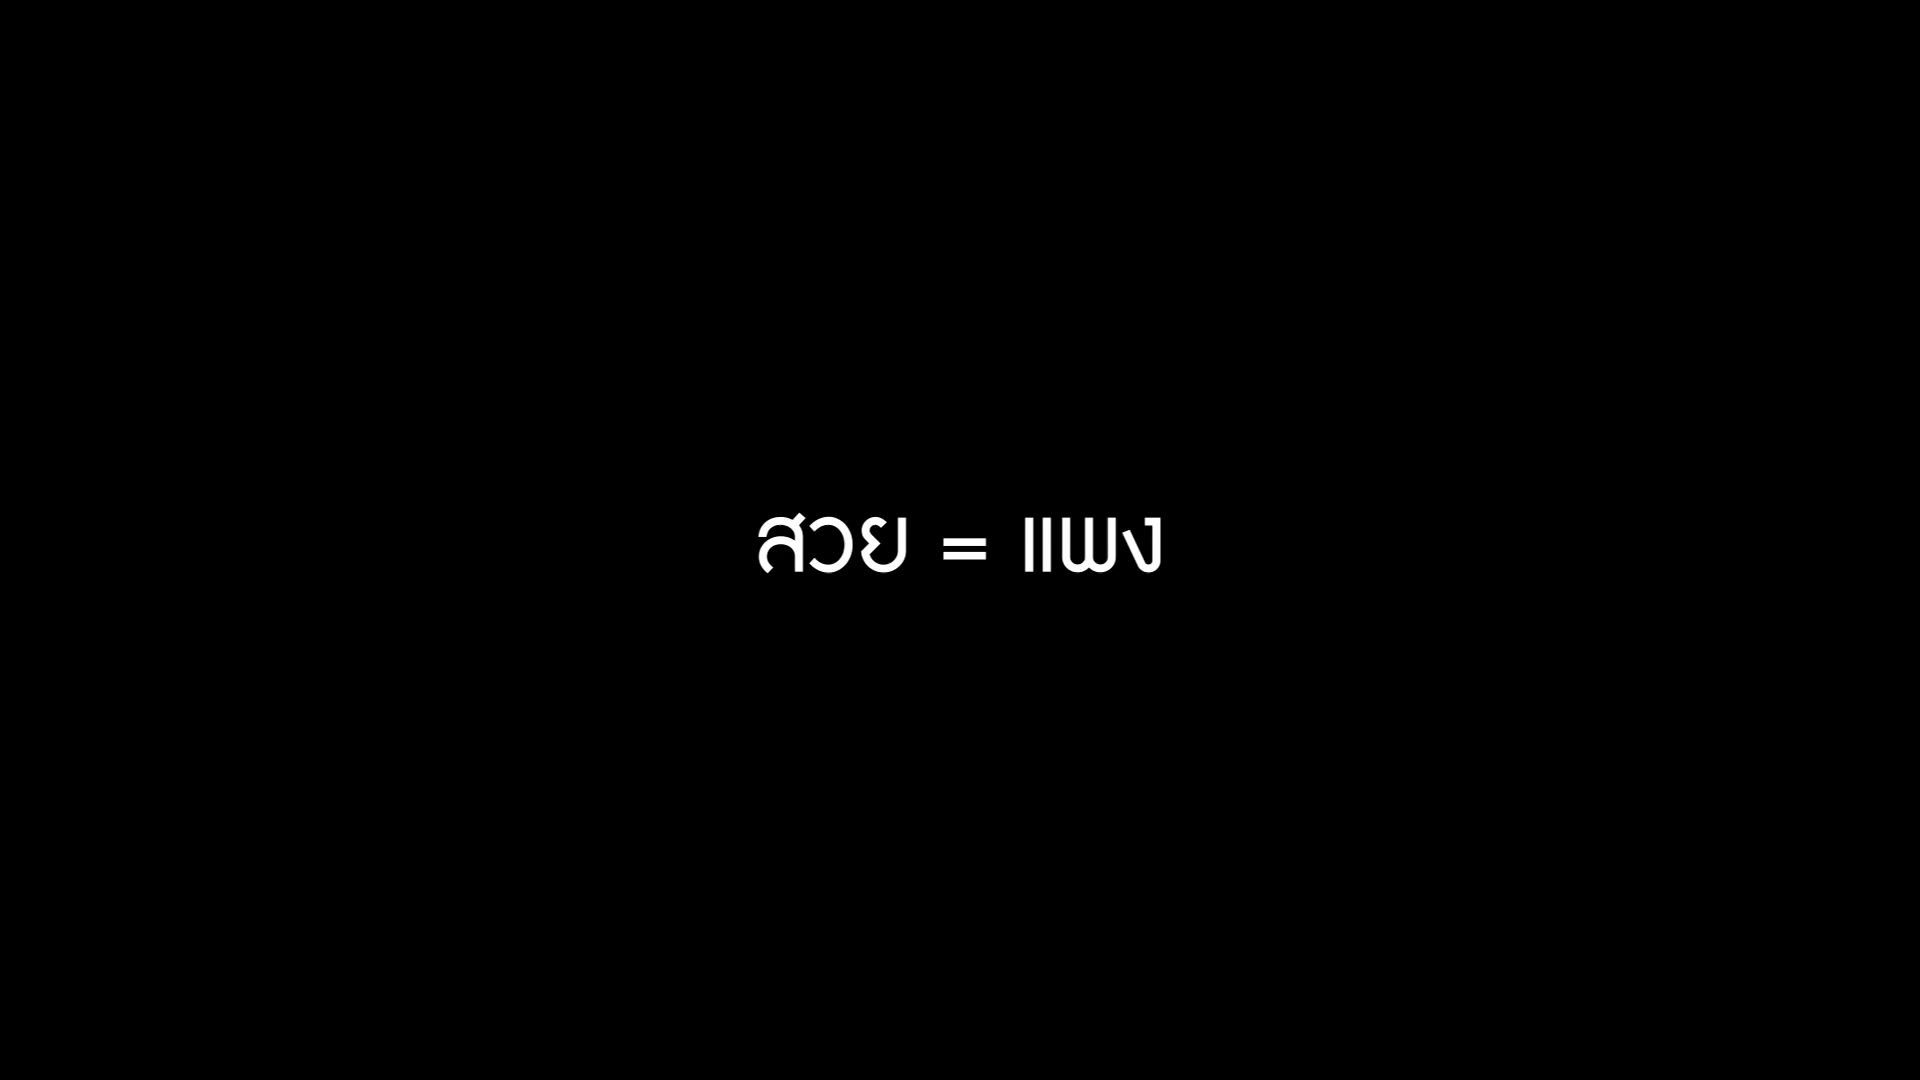 สวย = แพง